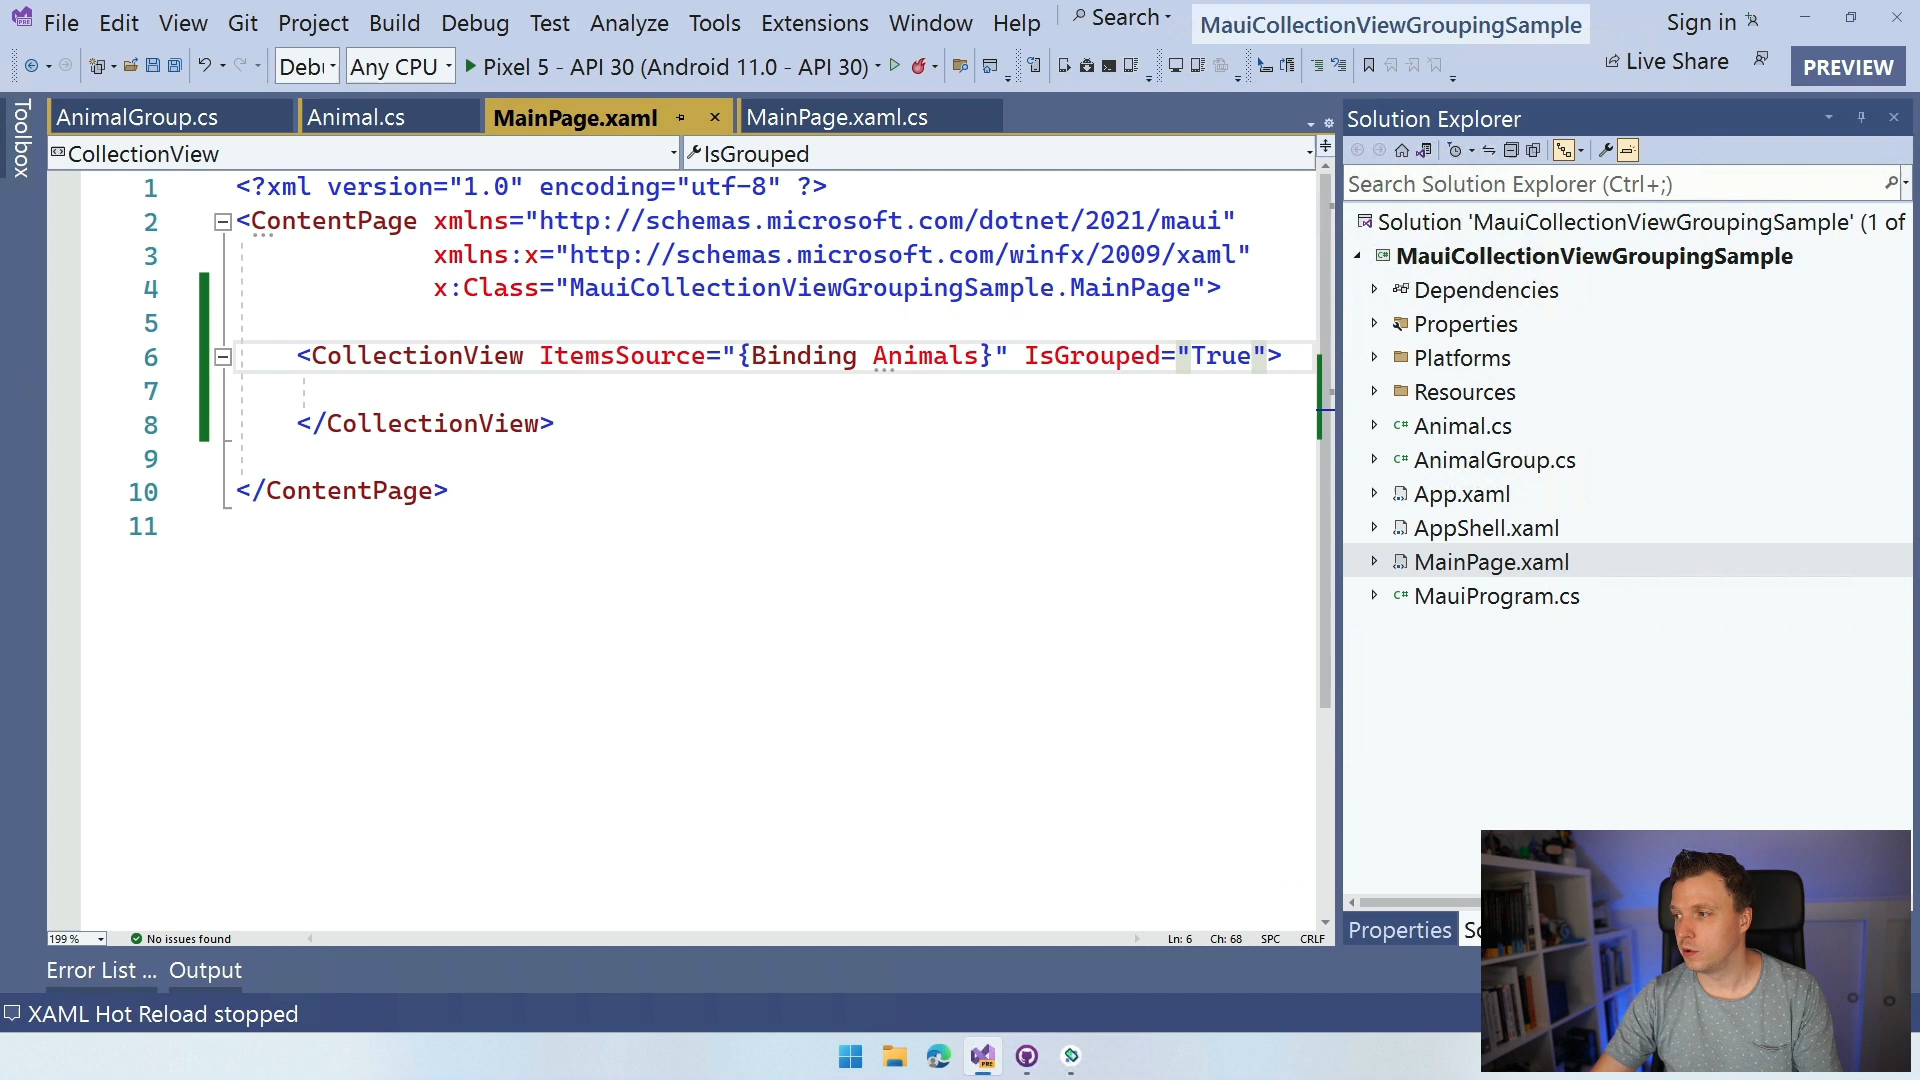 File Edit View Git Project Build Debug Test Analyze Tools Extensions Window Help Search MauiCollectionViewGroupingSample Sign in
Any CPU Pixel 5 - API 30 (Android 11.0 - API 30) Live Share PREVIEW
Toolbox
AnimalGroup.cs Animal.cs MainPage.xaml MainPage.xaml.cs
CollectionView IsGrouped
1 <?xml version="1.0" encoding="utf-8" ?>
2 <ContentPage xmlns="http://schemas.microsoft.com/dotnet/2021/maui"
3 xmlns:x="http://schemas.microsoft.com/winfx/2009/xaml"
4 x:Class="MauiCollectionViewGroupingSample.MainPage">
5
6 <CollectionView ItemsSource="{Binding Animals}" IsGrouped="True">
7
8 </CollectionView>
9
10 </ContentPage>
11
199 % No issues found Ln: 6 Ch: 68 SPC CRLF
Error List ... Output
XAML Hot Reload stopped
Solution Explorer
Search Solution Explorer (Ctrl+;)
Solution 'MauiCollectionViewGroupingSample' (1 of
MauiCollectionViewGroupingSample
Dependencies
Properties
Platforms
Resources
C# Animal.cs
C# AnimalGroup.cs
App.xaml
AppShell.xaml
MainPage.xaml
C# MauiProgram.cs
Properties